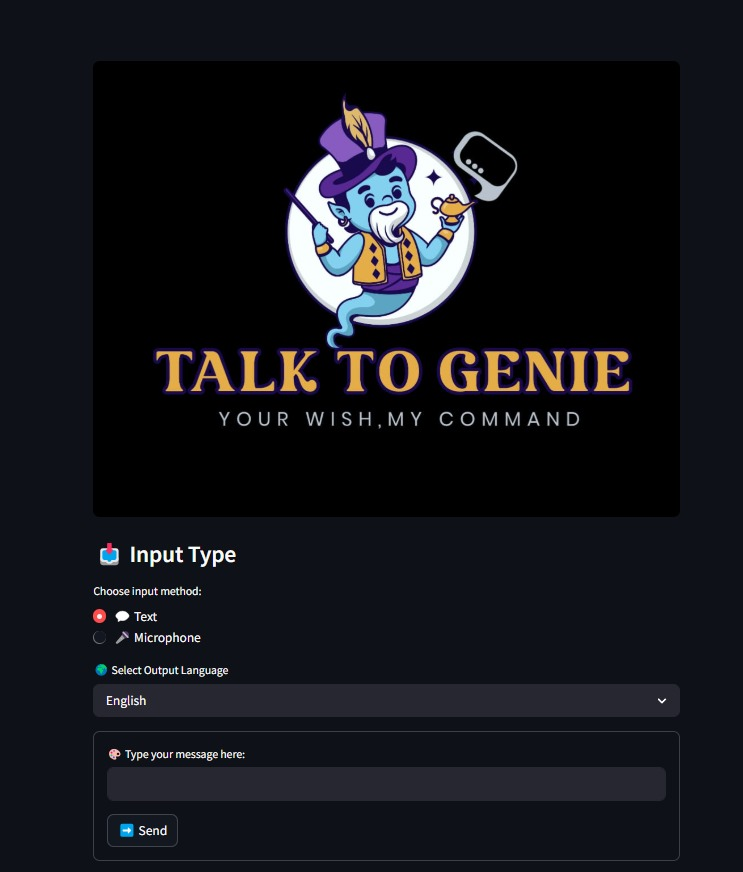 TALK TO GENIE
YOUR WISH,MY COMMAND
Input Type
Choose input method:
Text
Microphone
Select Output Language
English
Type your message here:
Send